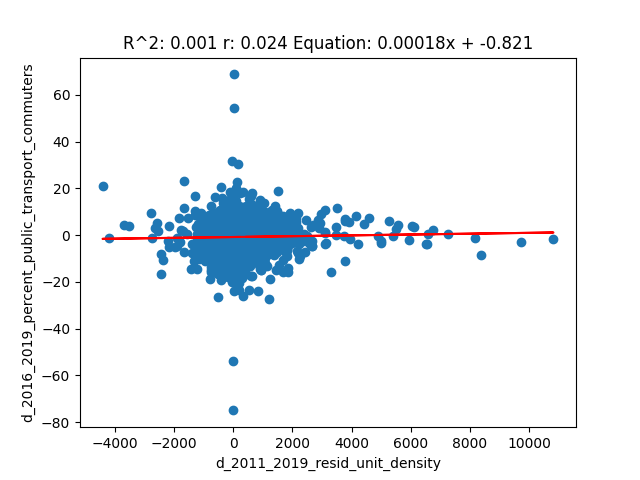 R^2: 0.001 r: 0.024 Equation: 0.00018x + -0.821
d_2016_2019_percent_public_transport_commuters
60
40
20
0
−20
−40
−60
−80
−4000 −2000 0 2000 4000 6000 8000 10000
d_2011_2019_resid_unit_density